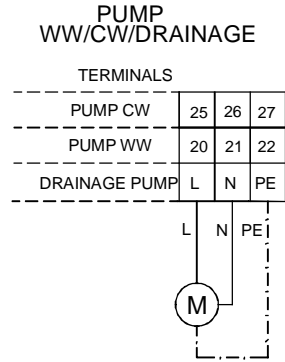 PUMP
WW/CW/DRAINAGE
TERMINALS
PUMP CW 25 26 27
PUMP WW 20 21 22
DRAINAGE PUMP L N PE
L N PE
M